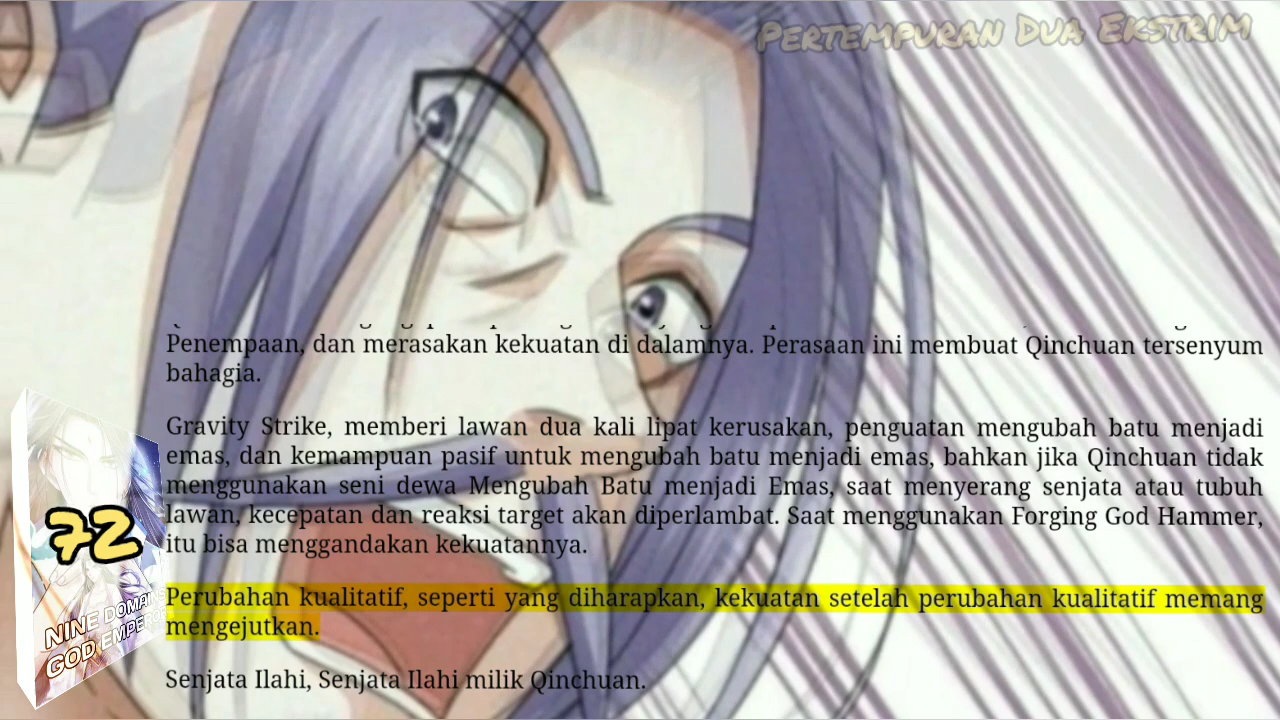 Pertempuran Dua Ekstrim
Penempaan, dan merasakan kekuatan di dalamnya. Perasaan ini membuat Qinchuan tersenyum
bahagia.
Gravity Strike, memberi lawan dua kali lipat kerusakan, penguatan mengubah batu menjadi
emas, dan kemampuan pasif untuk mengubah batu menjadi emas, bahkan jika Qinchuan tidak
menggunakan seni dewa Mengubah Batu menjadi Emas, saat menyerang senjata atau tubuh
lawan, kecepatan dan reaksi target akan diperlambat. Saat menggunakan Forging God Hammer,
itu bisa menggandakan kekuatannya.
Perubahan kualitatif, seperti yang diharapkan, kekuatan setelah perubahan kualitatif memang
mengejutkan.
Senjata Ilahi, Senjata Ilahi milik Qinchuan.
72
NINE DOMAINS
GOD EMPEROR